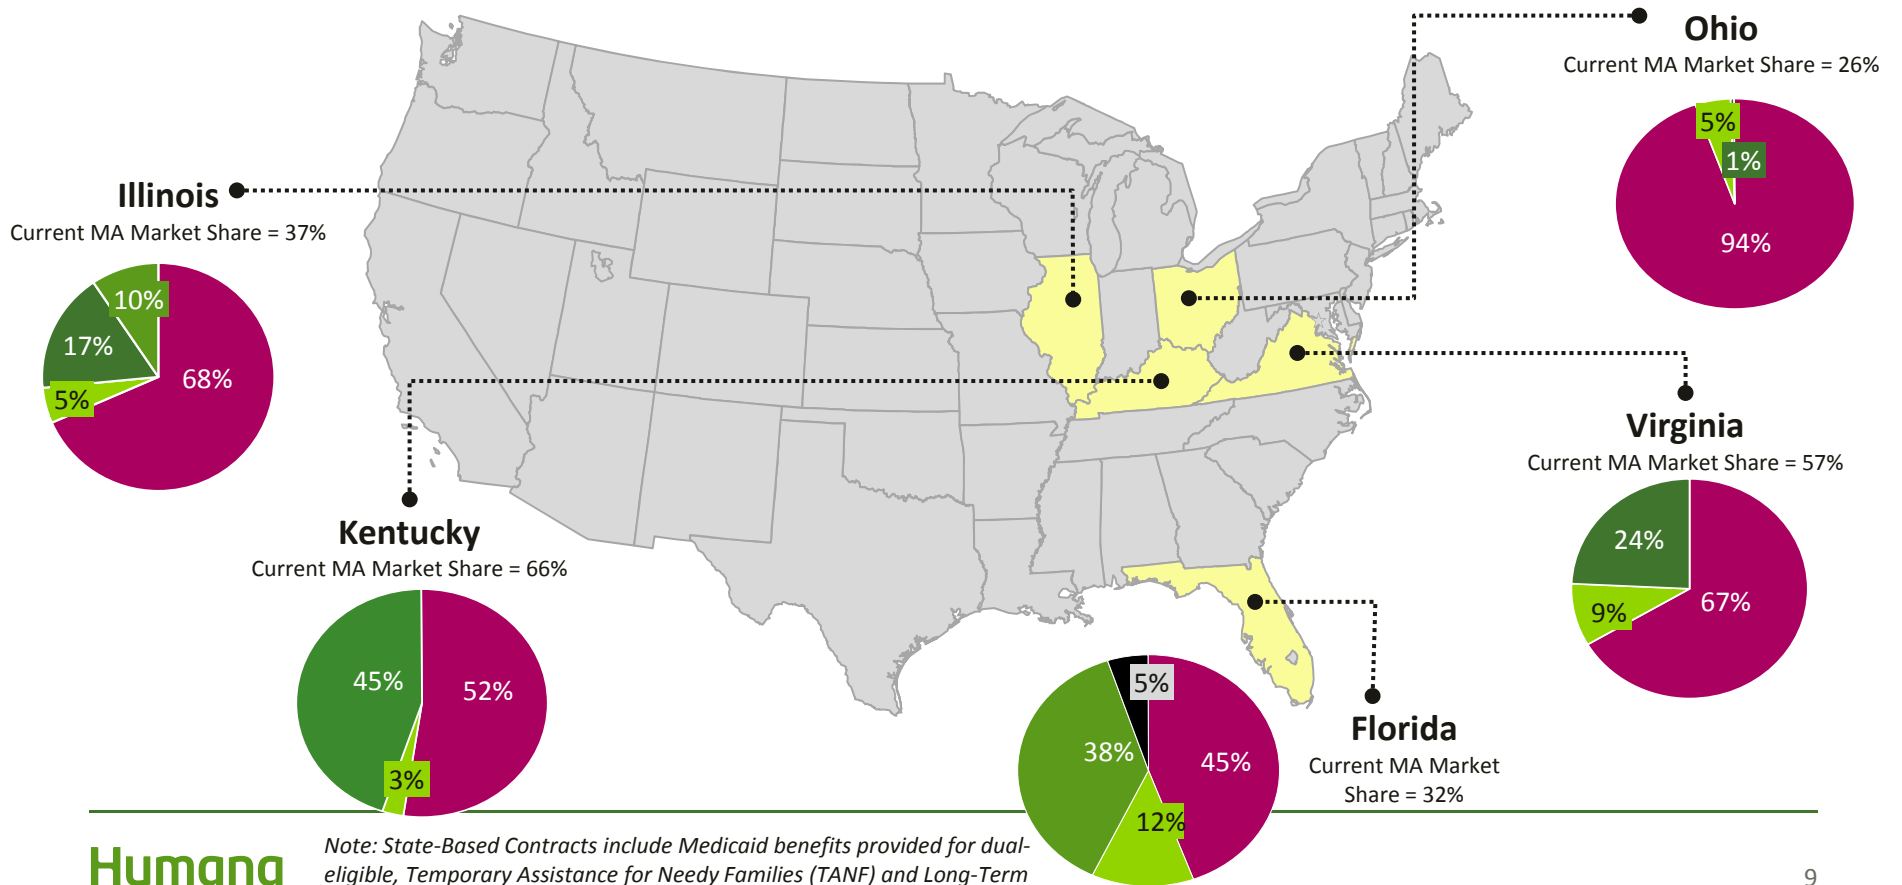 Ohio
Current MA Market Share = 26%
5%
1%
94%
Illinois
Current MA Market Share = 37%
10%
17%
68%
5%
Virginia
Current MA Market Share = 57%
24%
67%
9%
Kentucky
Current MA Market Share = 66%
45%
52%
3%
Florida
Current MA Market
Share = 32%
5%
38%
45%
12%
Humana
Note: State-Based Contracts include Medicaid benefits provided for dual-
eligible, Temporary Assistance for Needy Families (TANF) and Long-Term
9